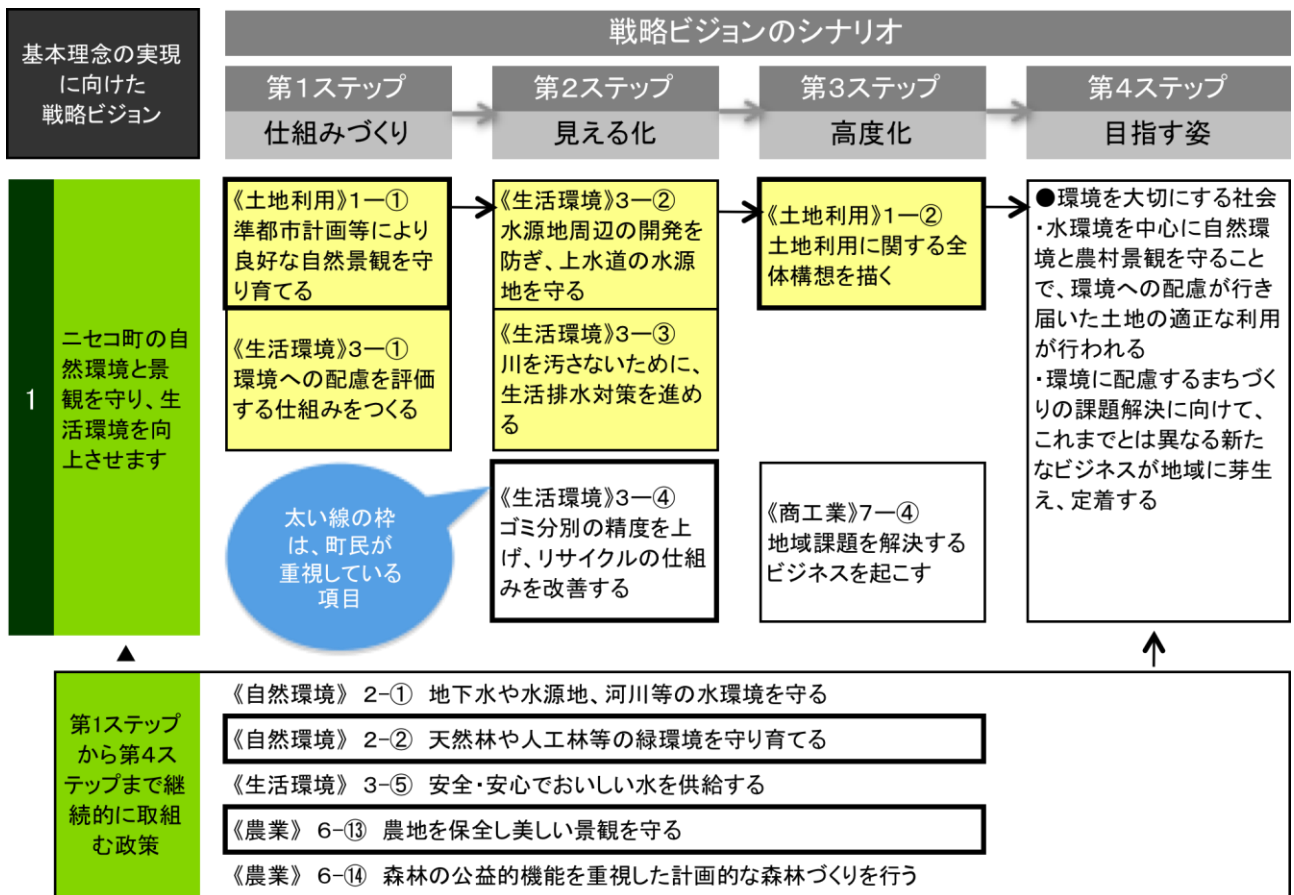 基本理念の実現
に向けた
戦略ビジョン
戦略ビジョンのシナリオ
第1ステップ
仕組みづくり
第2ステップ
見える化
第3ステップ
高度化
第4ステップ
目指す姿
1
ニセコ町の自
然環境と景
観を守り、生
活環境を向
上させます
《土地利用》1―①
準都市計画等により
良好な自然景観を守
り育てる
《生活環境》3―①
環境への配慮を評価
する仕組みをつくる
太い線の枠
は、町民が
重視している
項目
《生活環境》3―②
水源地周辺の開発を
防ぎ、上水道の水源
地を守る
《生活環境》3―③
川を汚さないために、
生活排水対策を進め
る
《生活環境》3―④
ゴミ分別の精度を上
げ、リサイクルの仕組
みを改善する
《土地利用》1―②
土地利用に関する全
体構想を描く
《商工業》7―④
地域課題を解決する
ビジネスを起こす
●環境を大切にする社会
・水環境を中心に自然環
境と農村景観を守ること
で、環境への配慮が行き
届いた土地の適正な利用
が行われる
・環境に配慮するまちづく
りの課題解決に向けて、
これまでとは異なる新た
なビジネスが地域に芽生
え、定着する
▲
第1ステップ
から第4ス
テップまで継
続的に取組
む政策
《自然環境》 2-① 地下水や水源地、河川等の水環境を守る
《自然環境》 2-② 天然林や人工林等の緑環境を守り育てる
《生活環境》 3-⑤ 安全・安心でおいしい水を供給する
《農業》 6-⑬ 農地を保全し美しい景観を守る
《農業》 6-⑭ 森林の公益的機能を重視した計画的な森林づくりを行う